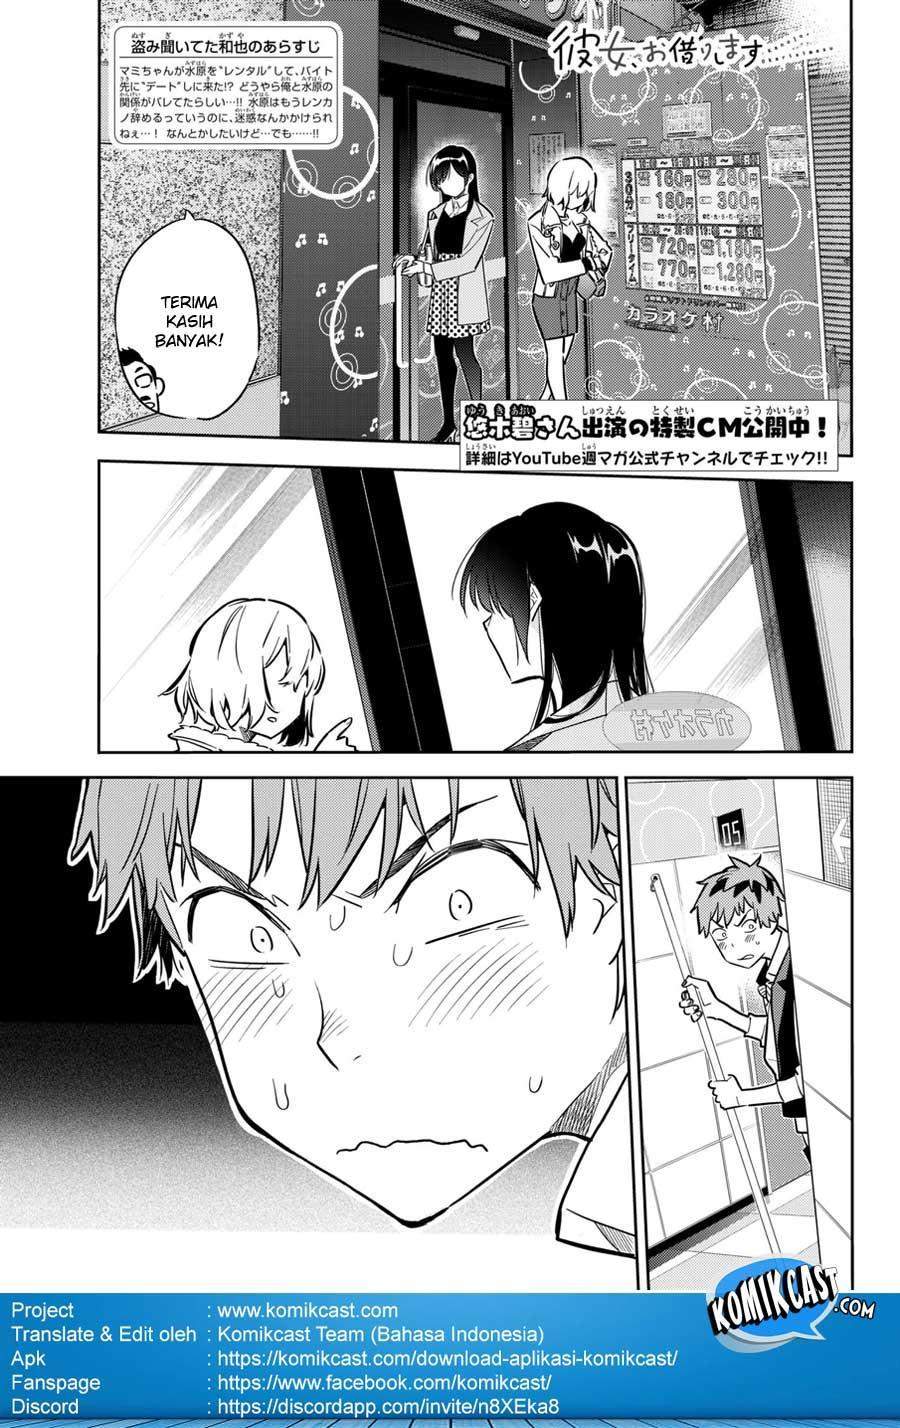 彼女、お借りします……
盗み聞いてた和也のあらすじ
マミちゃんが水原を“レンタル”して、バイト
先に“デート”しに来た!? どうやら俺と水原の
関係がバレてたらしい…!! 水原はもうレンカ
ノ辞めるっていうのに、迷惑なんかかけられ
ねぇ…！ なんとかしたいけど…でも……!!
30分
160円 280円
180円 300円
フリータイム
720円 1,180円
770円 1,280円
カラオケ村
TERIMA
KASIH
BANYAK!
悠木碧さん出演の特製CM公開中！
詳細はYouTube週マガ公式チャンネルでチェック!!
カラオケ村
05
KOMIKCAST.COM
Project : www.komikcast.com
Translate & Edit oleh : Komikcast Team (Bahasa Indonesia)
Apk : https://komikcast.com/download-aplikasi-komikcast/
Fanspage : https://www.facebook.com/komikcast/
Discord : https://discordapp.com/invite/n8XEka8